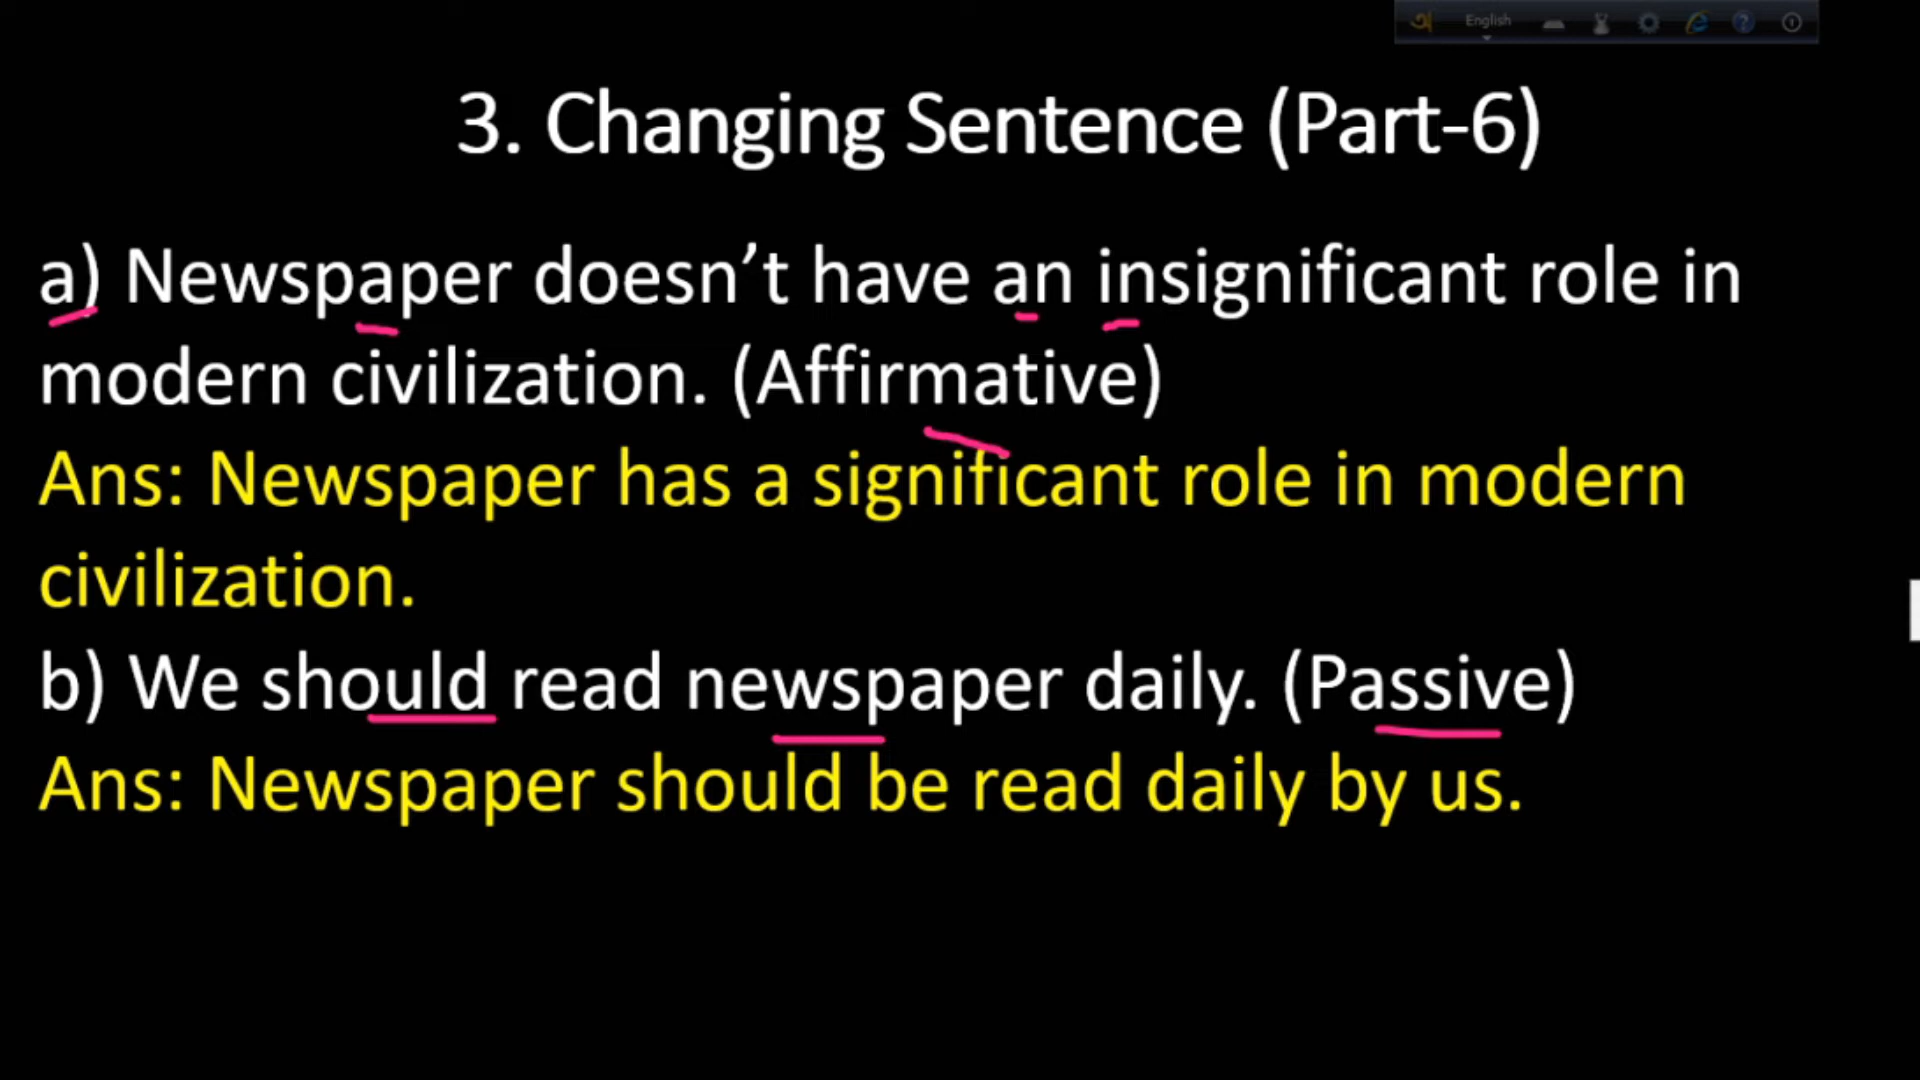 English
3. Changing Sentence (Part-6)
a) Newspaper doesn’t have an insignificant role in
modern civilization. (Affirmative)
Ans: Newspaper has a significant role in modern
civilization.
b) We should read newspaper daily. (Passive)
Ans: Newspaper should be read daily by us.